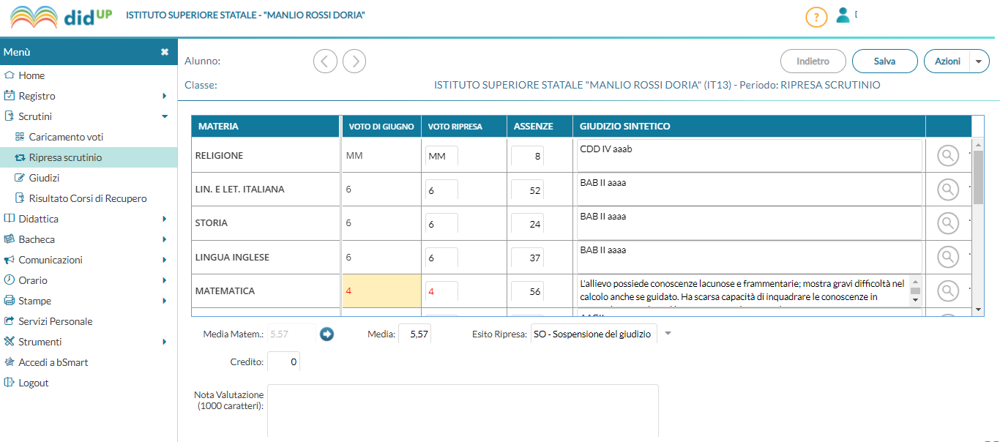 didUP ISTITUTO SUPERIORE STATALE - "MANLIO ROSSI DORIA" ?
Menù
Home
Registro
Scrutini
Caricamento voti
Ripresa scrutinio
Giudizi
Risultato Corsi di Recupero
Didattica
Bacheca
Comunicazioni
Orario
Stampe
Servizi Personale
Strumenti
Accedi a bSmart
Logout
Alunno: Indietro Salva Azioni
Classe: ISTITUTO SUPERIORE STATALE "MANLIO ROSSI DORIA" (IT13) - Periodo: RIPRESA SCRUTINIO
MATERIA VOTO DI GIUGNO VOTO RIPRESA ASSENZE GIUDIZIO SINTETICO
RELIGIONE MM MM 8 CDD IV aaab
LIN. E LET. ITALIANA 6 6 52 BAB II aaaa
STORIA 6 6 24 BAB II aaaa
LINGUA INGLESE 6 6 37 BAB II aaaa
MATEMATICA 4 4 56 L'allievo possiede conoscenze lacunose e frammentarie; mostra gravi difficoltà nel
calcolo anche se guidato. Ha scarsa capacità di inquadrare le conoscenze in
Media Matem.: 5.57 Media: 5,57 Esito Ripresa: SO - Sospensione del giudizio
Credito: 0
Nota Valutazione
(1000 caratteri):